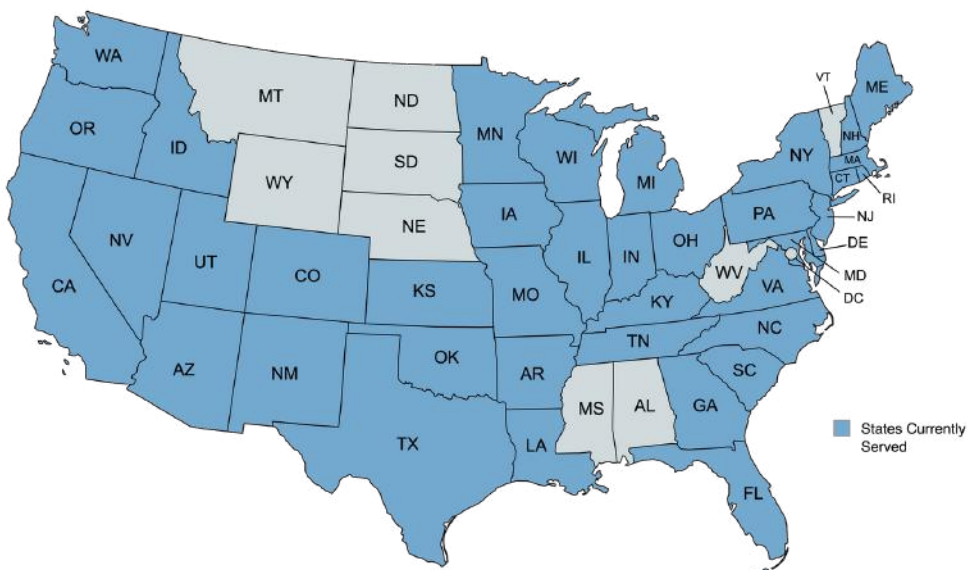 WA
MT
ND
MN
VT
ME
OR
ID
SD
WI
NY
NH
MA
WY
MI
CT
RI
NE
IA
PA
NJ
NV
UT
IL
IN
OH
DE
CA
CO
WV
MD
KS
MO
VA
DC
KY
NC
TN
AZ
NM
OK
AR
SC
MS
AL
GA
TX
LA
FL
States Currently
Served